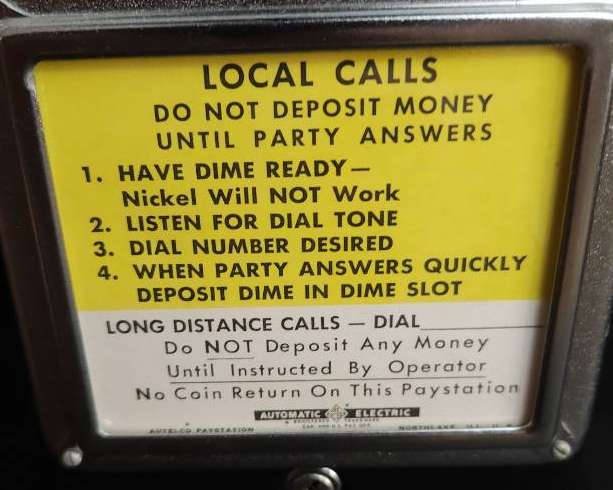 LOCAL CALLS
DO NOT DEPOSIT MONEY
UNTIL PARTY ANSWERS
1. HAVE DIME READY—
Nickel Will NOT Work
2. LISTEN FOR DIAL TONE
3. DIAL NUMBER DESIRED
4. WHEN PARTY ANSWERS QUICKLY
DEPOSIT DIME IN DIME SLOT
LONG DISTANCE CALLS — DIAL
Do NOT Deposit Any Money
Until Instructed By Operator
No Coin Return On This Paystation
AUTOMATIC ELECTRIC
AUTELCO PAYSTATION NORTHLAKE